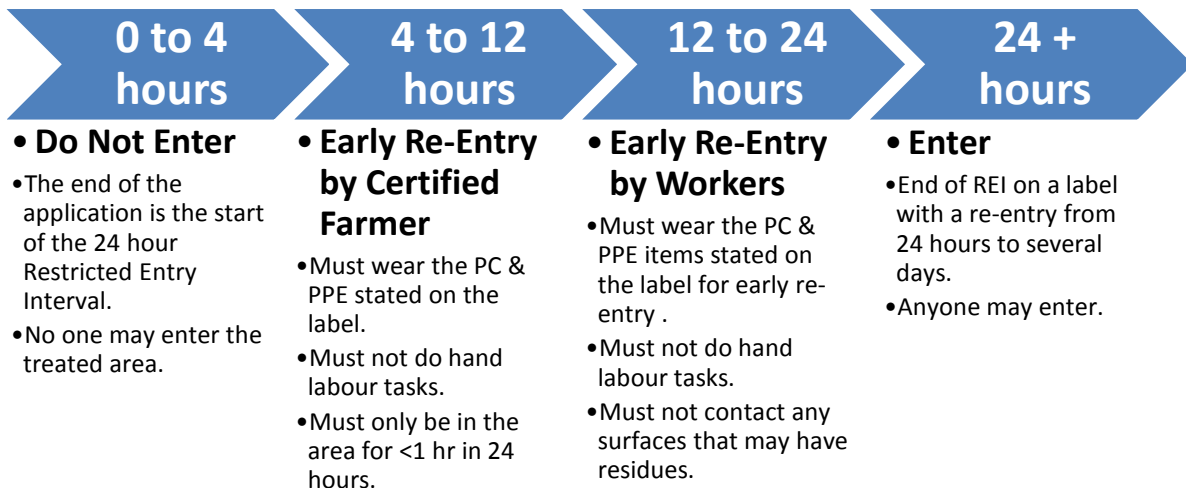 0 to 4
hours
4 to 12
hours
12 to 24
hours
24 +
hours
• Do Not Enter
•The end of the
application is the start
of the 24 hour
Restricted Entry
Interval.
•No one may enter the
treated area.
• Early Re-Entry
by Certified
Farmer
•Must wear the PC &
PPE stated on the
label.
•Must not do hand
labour tasks.
•Must only be in the
area for <1 hr in 24
hours.
• Early Re-Entry
by Workers
•Must wear the PC &
PPE items stated on
the label for early re-
entry .
•Must not do hand
labour tasks.
•Must not contact any
surfaces that may have
residues.
• Enter
•End of REI on a label
with a re-entry from
24 hours to several
days.
•Anyone may enter.